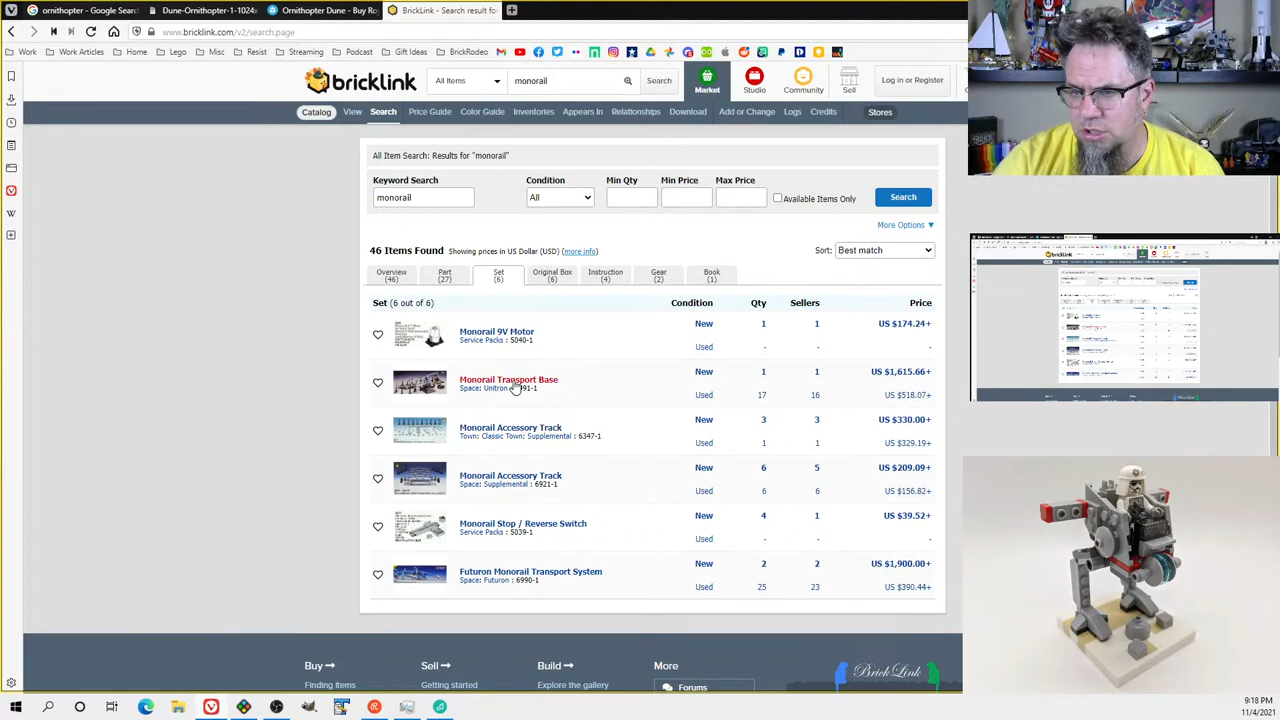 ornithopter - Google Searc
Dune-Ornithopter-1-1024x
Ornithopter Dune - Buy Ro
BrickLink - Search result fo
www.bricklink.com/v2/search.page
Work
Work Articles
Home
Lego
Misc
Resist
Streaming
Podcast
Gift Ideas
BrickRodeo
bricklink
All Items
monorail
Search
Market
Studio
Community
Sell
Log in or Register
Catalog
View
Search
Price Guide
Color Guide
Inventories
Appears In
Relationships
Download
Add or Change
Logs
Credits
Stores
All Item Search: Results for "monorail"
Keyword Search
Condition
Min Qty
Min Price
Max Price
monorail
All
Available Items Only
Search
More Options
ems Found
Showing prices in US Dollar (USD). (more info)
Sort:
Best match
Set
(6)
Original Box
(6)
Instruction
(4)
Gear
(2)
Book
(1)
Set (6 out of 6)
Condition
Qty
Sellers
Price
Monorail 9V Motor
Service Packs : 5040-1
New
1
1
US $174.24+
Used
-
Monorail Transport Base
Space: Unitron
91-1
New
1
1
US $1,615.66+
Used
17
16
US $518.07+
Monorail Accessory Track
Town: Classic Town: Supplemental : 6347-1
New
3
3
US $330.00+
Used
1
1
US $329.19+
Monorail Accessory Track
Space: Supplemental : 6921-1
New
6
5
US $209.09+
Used
6
6
US $156.82+
Monorail Stop / Reverse Switch
Service Packs : 5039-1
New
4
1
US $39.52+
Used
-
-
-
Futuron Monorail Transport System
Space: Futuron : 6990-1
New
2
2
US $1,900.00+
Used
25
23
US $390.44+
Buy
Sell
Build
More
Finding items
Getting started
Explore the gallery
Forums
BrickLink
9:18 PM
11/4/2021